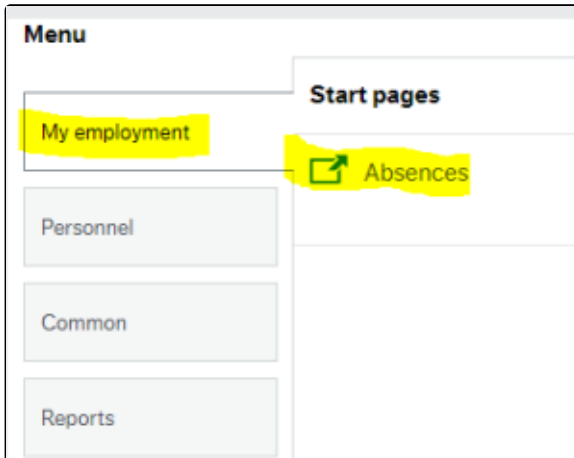 Menu
My employment
Personnel
Common
Reports
Start pages
Absences